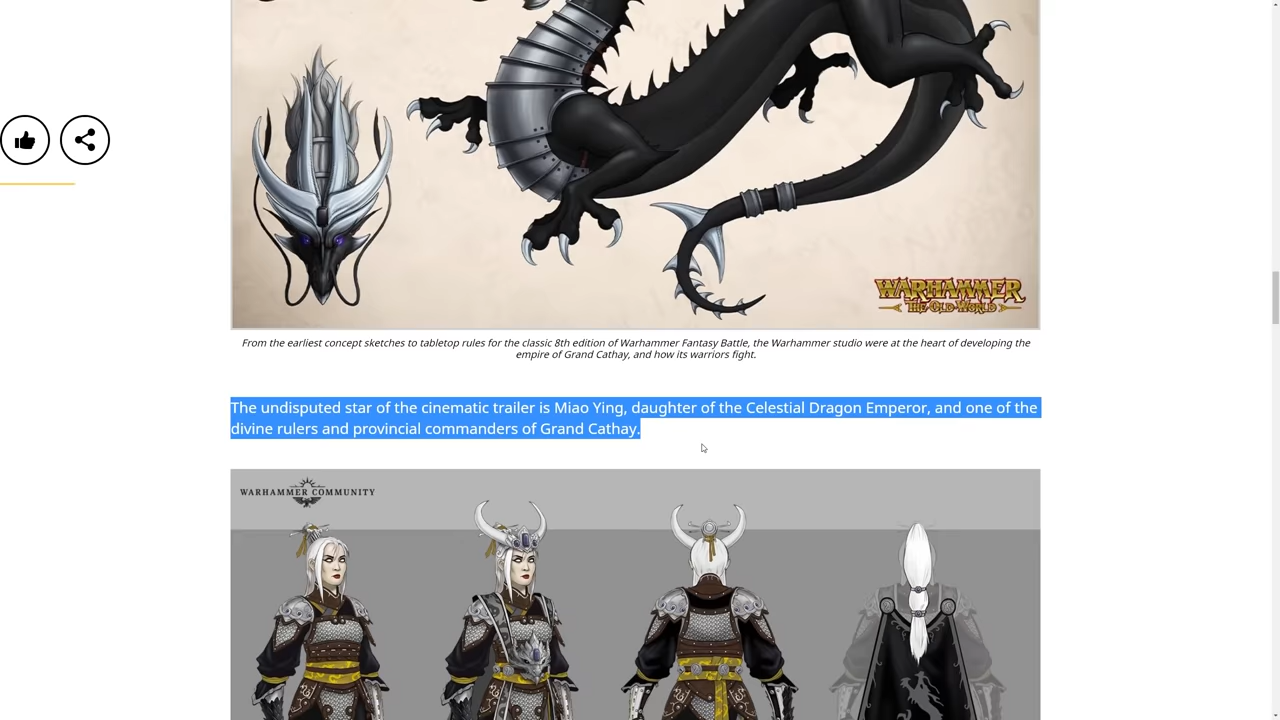 WARHAMMER
THE OLD WORLD
From the earliest concept sketches to tabletop rules for the classic 8th edition of Warhammer Fantasy Battle, the Warhammer studio were at the heart of developing the
empire of Grand Cathay, and how its warriors fight.
The undisputed star of the cinematic trailer is Miao Ying, daughter of the Celestial Dragon Emperor, and one of the
divine rulers and provincial commanders of Grand Cathay.
WARHAMMER COMMUNITY